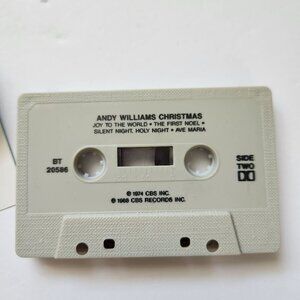 ANDY WILLIAMS CHRISTMAS
JOY TO THE WORLD • THE FIRST NOEL •
SILENT NIGHT, HOLY NIGHT • AVE MARIA
BT
20586
SIDE
TWO
℗ 1974 CBS INC.
© 1988 CBS RECORDS INC.